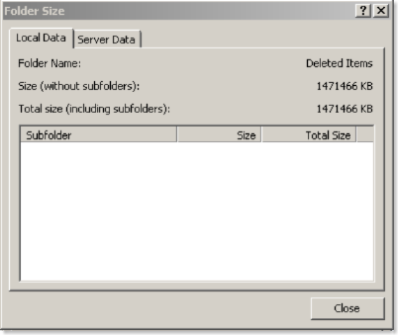 Folder Size
Local Data Server Data
Folder Name: Deleted Items
Size (without subfolders): 1471466 KB
Total size (including subfolders): 1471466 KB
Subfolder Size Total Size
Close